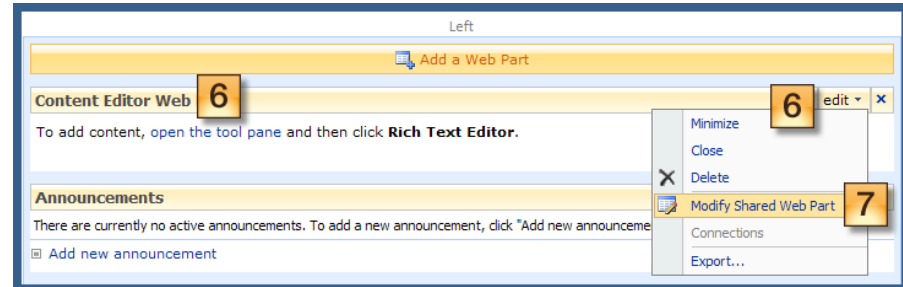 Left
Add a Web Part
Content Editor Web 6
6 edit
To add content, open the tool pane and then click Rich Text Editor.
Minimize
Close
Delete
Modify Shared Web Part 7
Connections
Export...
Announcements
There are currently no active announcements. To add a new announcement, click "Add new announceme
Add new announcement